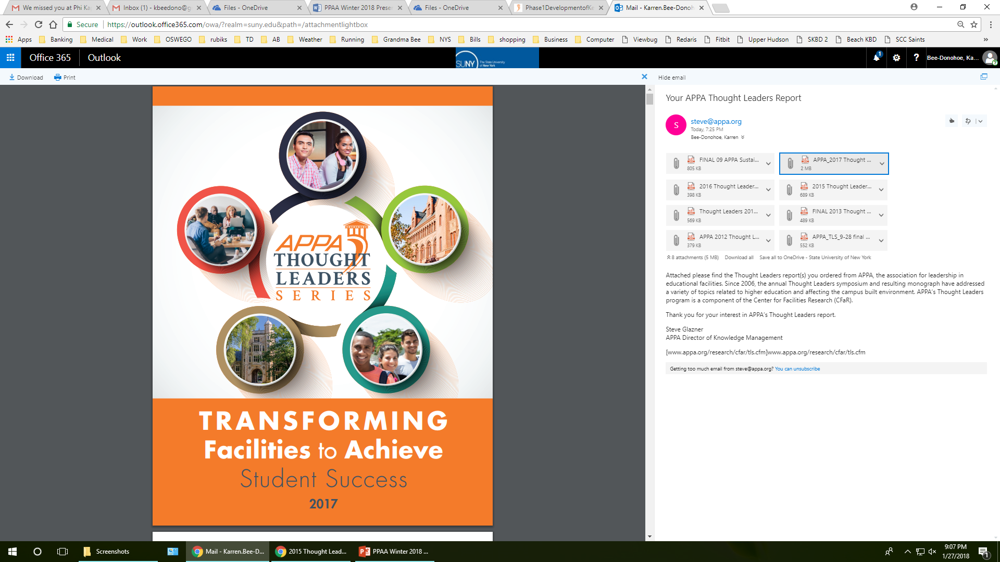 We missed you at Phi Ka
Inbox (1) - kbeedono@g
Files - OneDrive
PPAA Winter 2018 Preser
Files - OneDrive
Phase1DevelopmentofKe
Mail - Karren.Bee-Donoh
Secure https://outlook.office365.com/owa/?realm=suny.edu&path=/attachmentlightbox
Apps Banking Medical Work OSWEGO rubiks TD AB Weather Running Grandma Bee NYS Bills shopping Business Computer Viewbug Redaris Fitbit Upper Hudson SKBD 2 Beach KBD SCC Saints »
Office 365 Outlook
SUNY The State University of New York
1
?
Bee-Donohoe, Ka...
Download Print
Hide email
APPA
THOUGHT
LEADERS
SERIES
TRANSFORMING
Facilities to Achieve
Student Success
2017
Your APPA Thought Leaders Report
S
steve@appa.org
Today, 7:25 PM
Bee-Donohoe, Karren
FINAL 09 APPA Sustai...
805 KB
APPA_2017 Thought ...
2 MB
2016 Thought Leader...
398 KB
2015 Thought Leader...
689 KB
Thought Leaders 201...
569 KB
FINAL 2013 Thought ...
489 KB
APPA 2012 Thought L...
379 KB
APPA_TLS_9-28 final ...
552 KB
8 attachments (5 MB) Download all Save all to OneDrive - State University of New York
Attached please find the Thought Leaders report(s) you ordered from APPA, the association for leadership in
educational facilities. Since 2006, the annual Thought Leaders symposium and resulting monograph have addressed
a variety of topics related to higher education and affecting the campus built environment. APPA's Thought Leaders
program is a component of the Center for Facilities Research (CFaR).
Thank you for your interest in APPA's Thought Leaders report.
Steve Glazner
APPA Director of Knowledge Management
[www.appa.org/research/cfar/tls.cfm]www.appa.org/research/cfar/tls.cfm
Getting too much email from steve@appa.org? You can unsubscribe
Screenshots
Mail - Karren.Bee-D...
2015 Thought Lead...
PPAA Winter 2018 ...
9:07 PM
1/27/2018
1